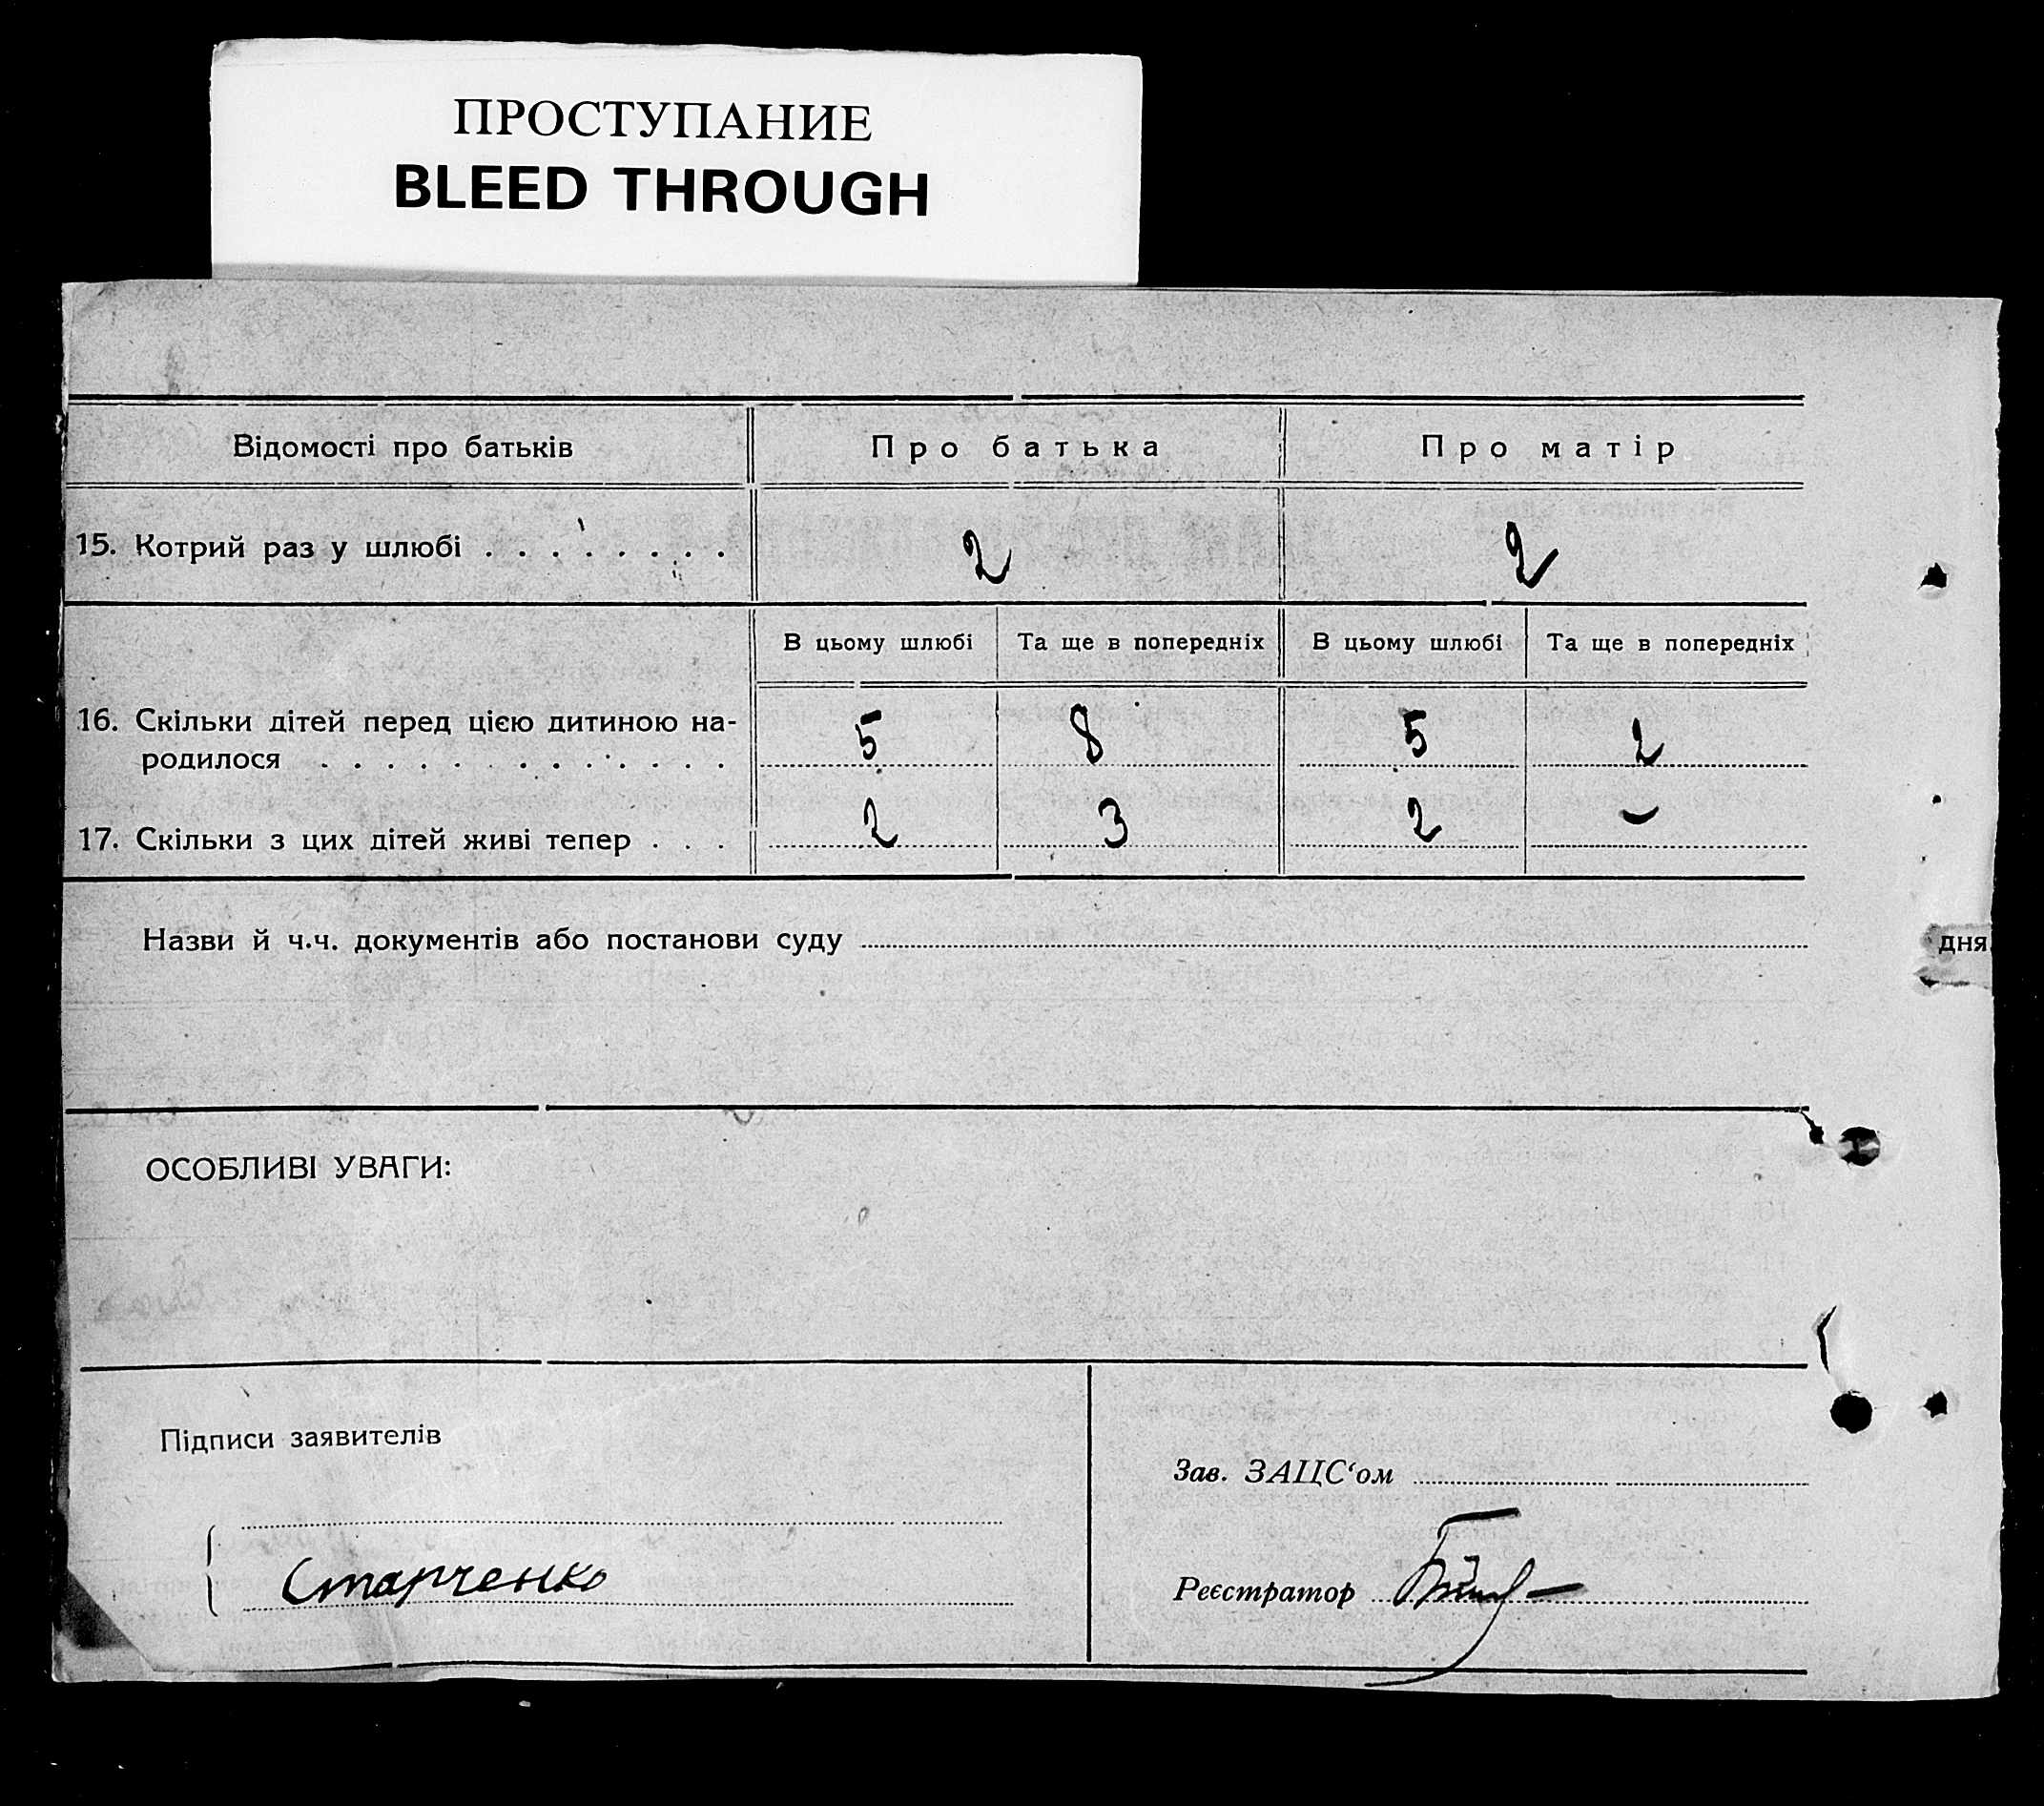 ПРОСТУПАНИЕ
BLEED THROUGH
Відомості про батьків Про батька Про матір
15. Котрий раз у шлюбі . . . . . . . . 2 2
В цьому шлюбі Та ще в попередніх В цьому шлюбі Та ще в попередніх
16. Скільки дітей перед цією дитиною на-
родилося . . . . . . . . . . . . . 5 8 5 2
17. Скільки з цих дітей живі тепер . . . 2 3 2 –
Назви й ч.ч. документів або постанови суду
дня
ОСОБЛИВІ УВАГИ:
Підписи заявителів
Зав. ЗАЦС‘ом
Старченко
Реєстратор